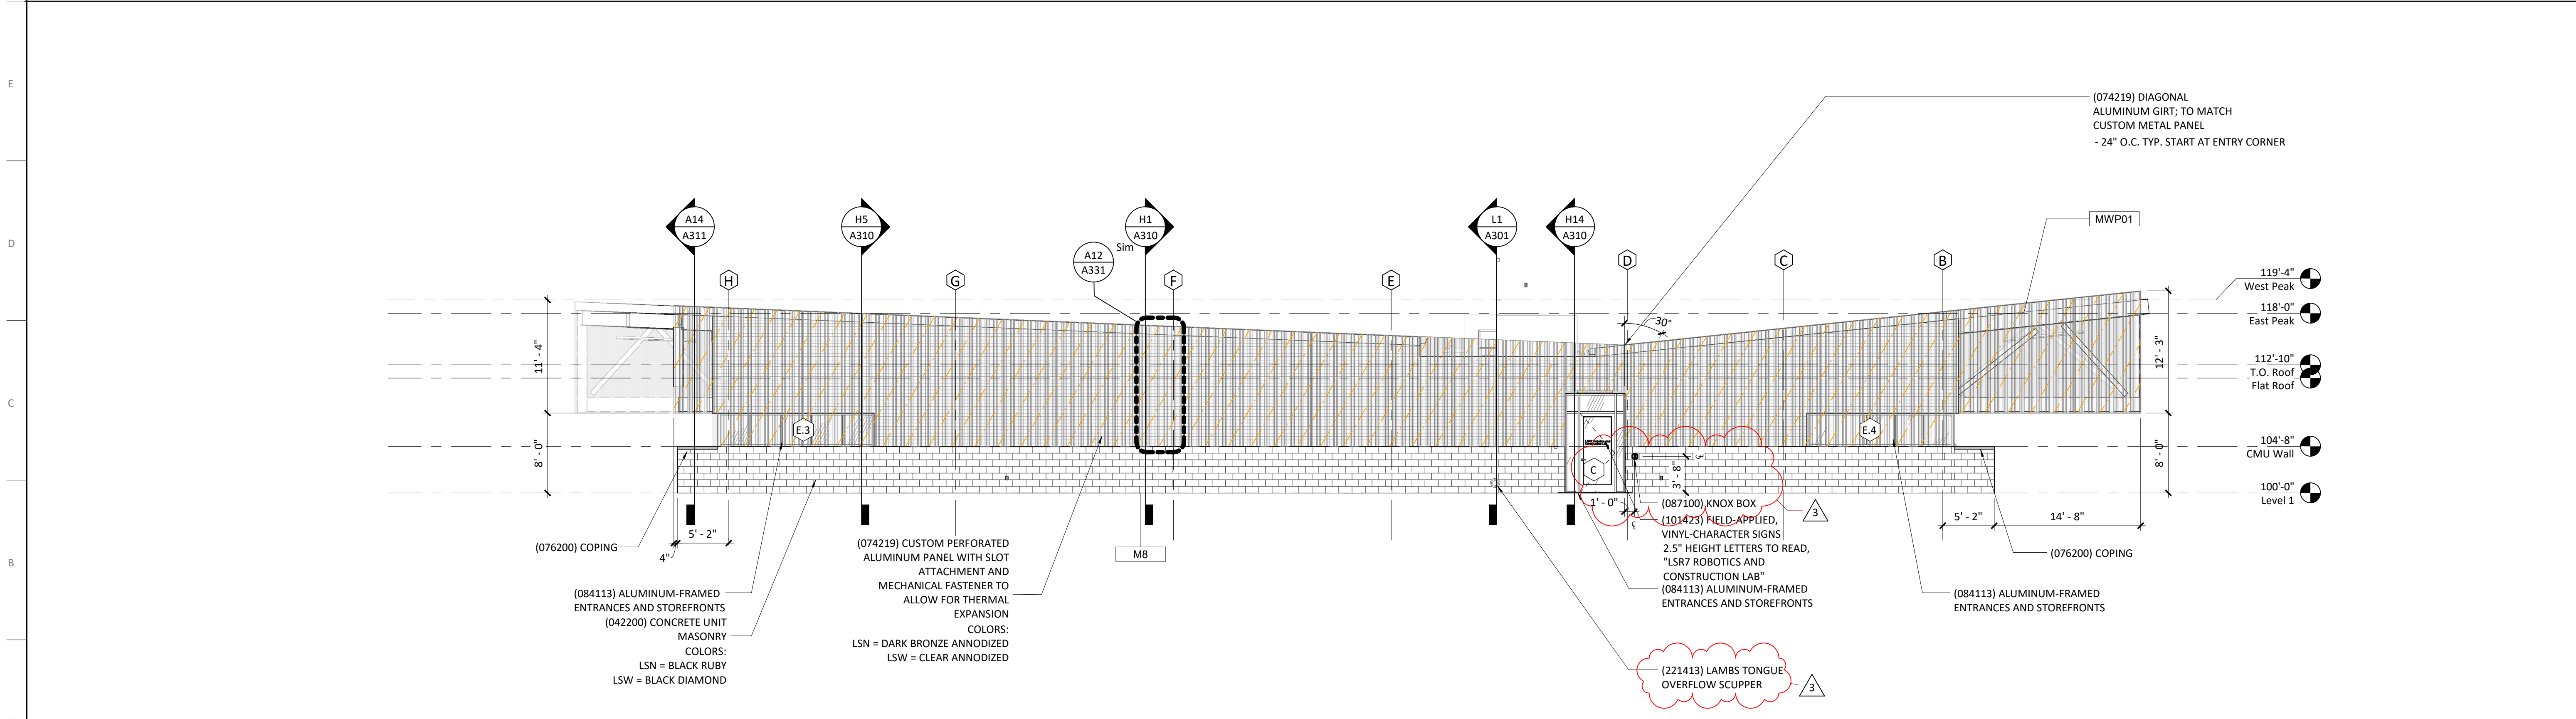 E
D
C
B
(074219) DIAGONAL
ALUMINUM GIRT; TO MATCH
CUSTOM METAL PANEL
- 24" O.C. TYP. START AT ENTRY CORNER
MWP01
A14
A311
H5
A310
H1
A310
L1
A301
H14
A310
A12
A331
Sim
H
G
F
E
D
C
B
119'-4"
West Peak
118'-0"
East Peak
112'-10"
T.O. Roof
Flat Roof
104'-8"
CMU Wall
100'-0"
Level 1
30°
11' - 4"
8' - 0"
12' - 3"
8' - 0"
E.3
E.4
C
3' - 8"
1' - 0"
5' - 2"
4"
5' - 2"
14' - 8"
(076200) COPING
(084113) ALUMINUM-FRAMED
ENTRANCES AND STOREFRONTS
(042200) CONCRETE UNIT
MASONRY
COLORS:
LSN = BLACK RUBY
LSW = BLACK DIAMOND
(074219) CUSTOM PERFORATED
ALUMINUM PANEL WITH SLOT
ATTACHMENT AND
MECHANICAL FASTENER TO
ALLOW FOR THERMAL
EXPANSION
COLORS:
LSN = DARK BRONZE ANNODIZED
LSW = CLEAR ANNODIZED
M8
(087100) KNOX BOX
(101423) FIELD-APPLIED,
VINYL-CHARACTER SIGNS
2.5" HEIGHT LETTERS TO READ,
"LSR7 ROBOTICS AND
CONSTRUCTION LAB"
(084113) ALUMINUM-FRAMED
ENTRANCES AND STOREFRONTS
3
(221413) LAMBS TONGUE
OVERFLOW SCUPPER
3
(076200) COPING
(084113) ALUMINUM-FRAMED
ENTRANCES AND STOREFRONTS